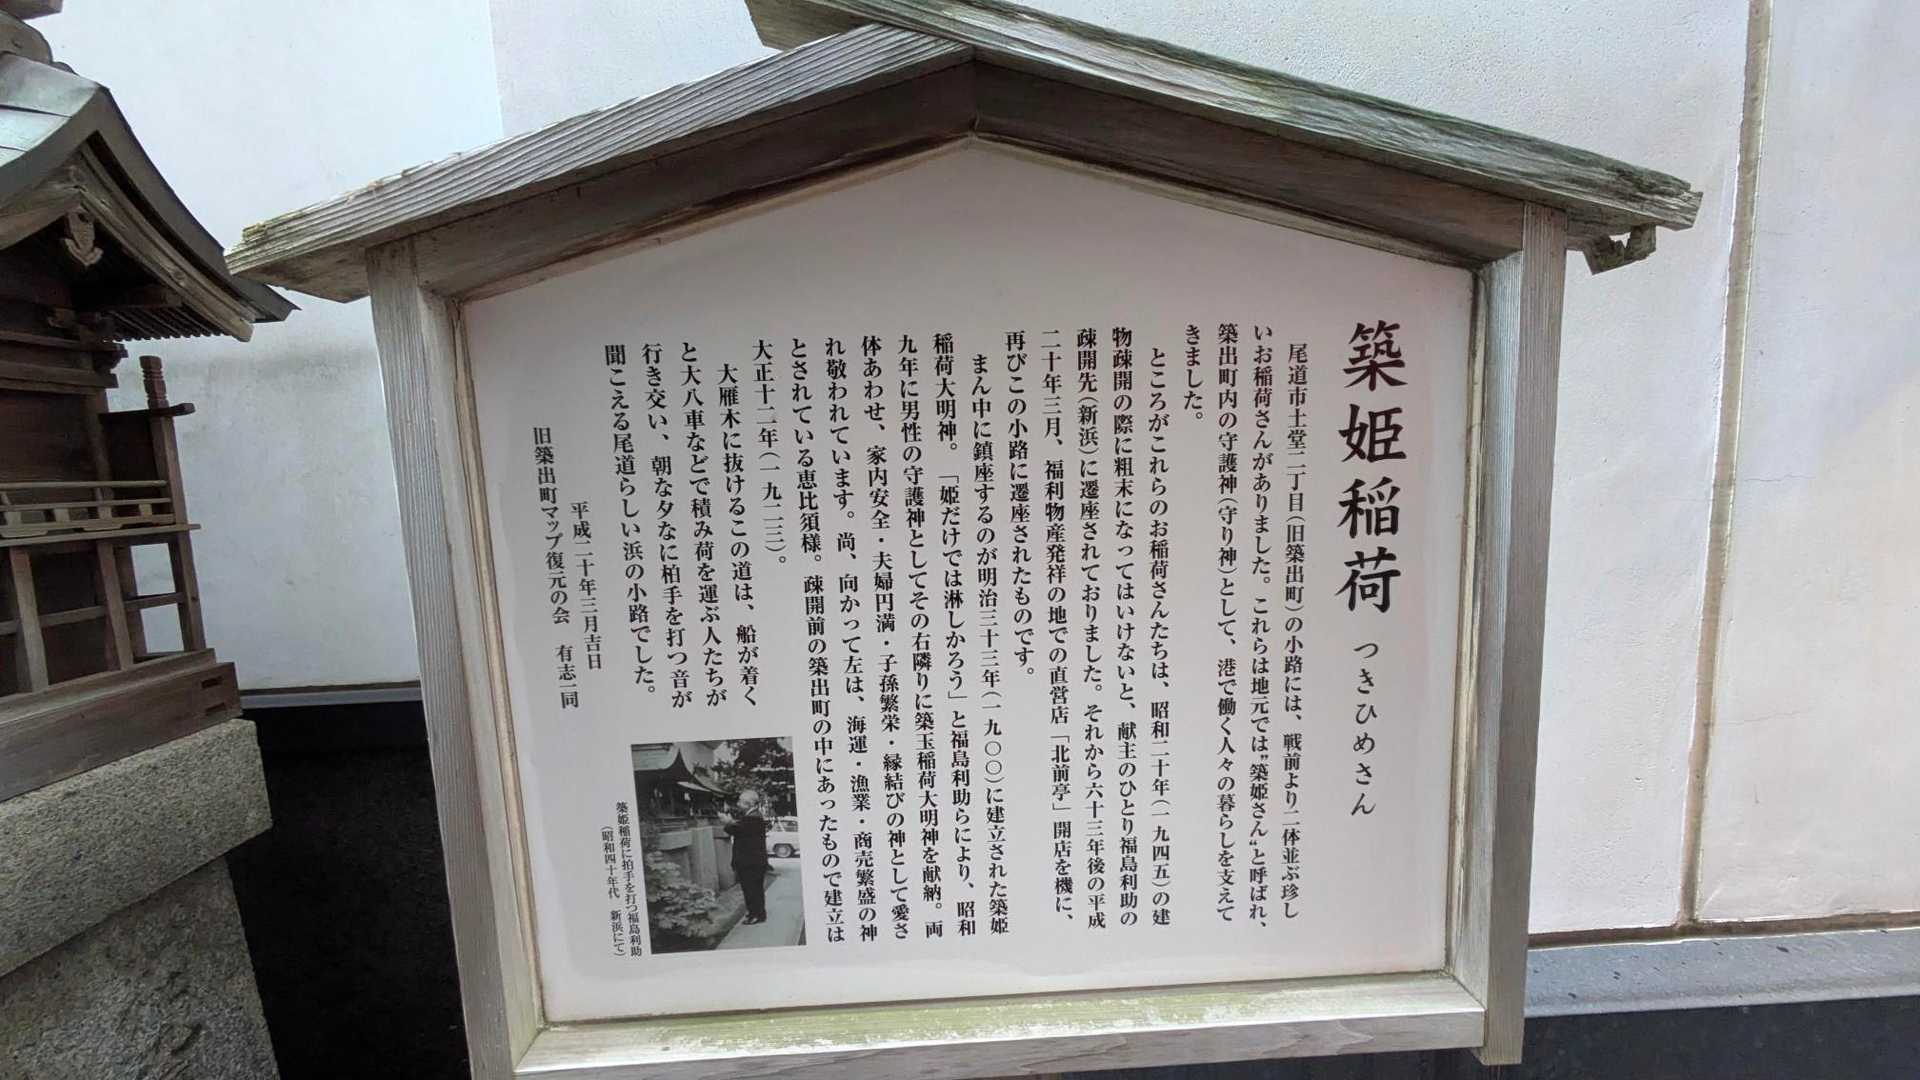 築姫稲荷 つきひめさん
尾道市土堂二丁目(旧築出町)の小路には、戦前より二体並ぶ珍し
いお稲荷さんがありました。これらは地元では〝築姫さん〟と呼ばれ、
築出町内の守護神(守り神)として、港で働く人々の暮らしを支えて
きました。
ところがこれらのお稲荷さんたちは、昭和二十年(一九四五)の建
物疎開の際に粗末になってはいけないと、献主のひとり福島利助の
疎開先(新浜)に遷座されておりました。それから六十三年後の平成
二十年三月、福利物産発祥の地での直営店「北前亭」開店を機に、
再びこの小路に遷座されたものです。
まん中に鎮座するのが明治三十三年(一九〇〇)に建立された築姫
稲荷大明神。「姫だけでは淋しかろう」と福島利助らにより、昭和
九年に男性の守護神としてその右隣りに築玉稲荷大明神を献納。両
体あわせ、家内安全・夫婦円満・子孫繁栄・縁結びの神として愛さ
れ敬われています。尚、向かって左は、海運・漁業・商売繁盛の神
とされている恵比須様。疎開前の築出町の中にあったもので建立は
大正十二年(一九二三)。
大雁木に抜けるこの道は、船が着く
と大八車などで積み荷を運ぶ人たちが
行き交い、朝な夕なに柏手を打つ音が
聞こえる尾道らしい浜の小路でした。
平成二十年三月吉日
旧築出町マップ復元の会 有志一同
築姫稲荷に拍手を打つ福島利助
(昭和四十年代 新浜にて)